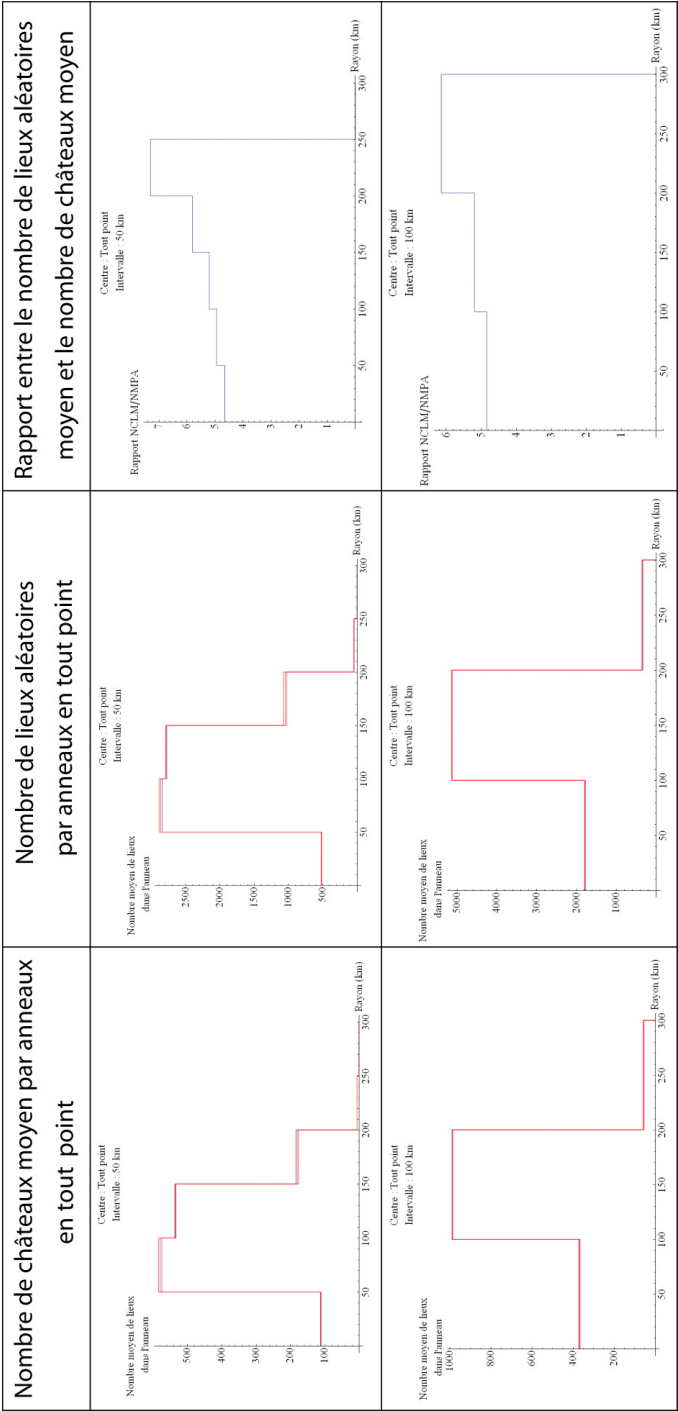 Nombre de châteaux moyen par anneaux
en tout point
Nombre de lieux aléatoires
par anneaux en tout point
Rapport entre le nombre de lieux aléatoires
moyen et le nombre de châteaux moyen
Nombre moyen de lieux
dans l'anneau
Centre : Tout point
Intervalle : 50 km
500
400
300
200
100
50
100
150
200
250
300
Rayon (km)
Nombre moyen de lieux
dans l'anneau
Centre : Tout point
Intervalle : 50 km
2500
2000
1500
1000
500
50
100
150
200
250
300
Rayon (km)
Rapport NCLM/NMPA
Centre : Tout point
Intervalle : 50 km
7
6
5
4
3
2
1
50
100
150
200
250
300
Rayon (km)
Nombre moyen de lieux
dans l'anneau
Centre : Tout point
Intervalle : 100 km
1000
800
600
400
200
50
100
150
200
250
300
Rayon (km)
Nombre moyen de lieux
dans l'anneau
Centre : Tout point
Intervalle : 100 km
5000
4000
3000
2000
1000
50
100
150
200
250
300
Rayon (km)
Rapport NCLM/NMPA
Centre : Tout point
Intervalle : 100 km
6
5
4
3
2
1
50
100
150
200
250
300
Rayon (km)